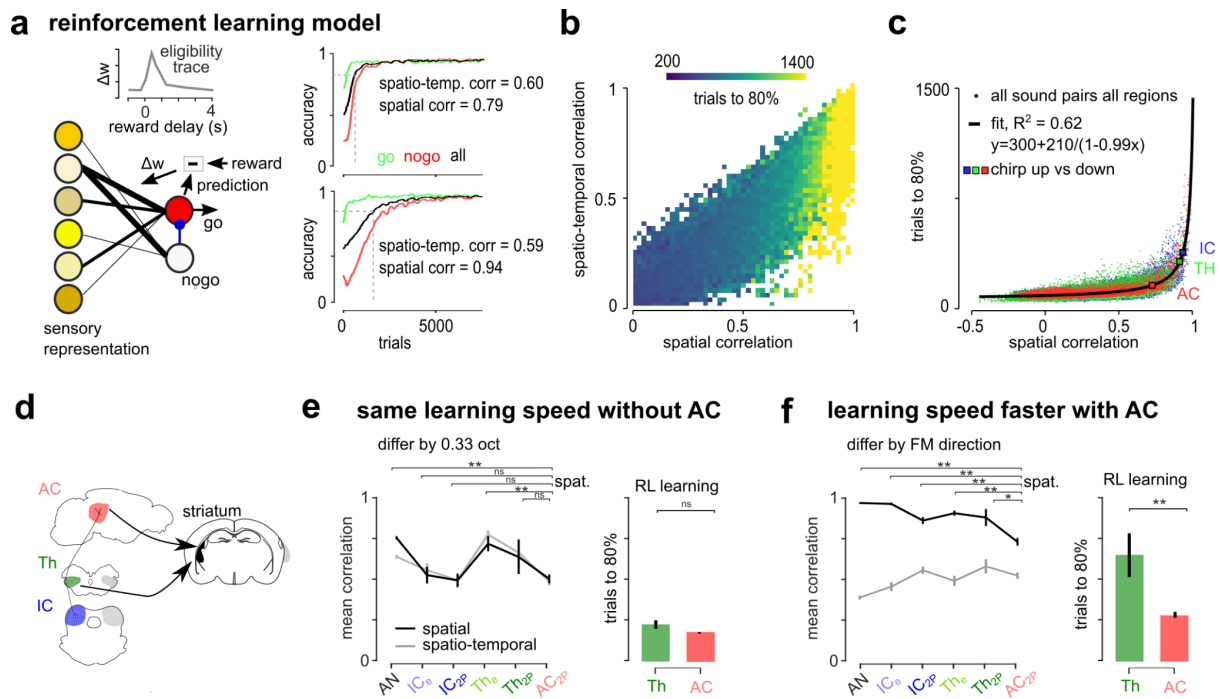 a reinforcement learning model
eligibility
trace
Δw
0 4
reward delay (s)
Δw
reward
prediction
go
nogo
sensory
representation
1
accuracy
0
spatio-temp. corr = 0.60
spatial corr = 0.79
go nogo all
1
accuracy
0
spatio-temp. corr = 0.59
spatial corr = 0.94
0 5000
trials
b
200 1400
trials to 80%
spatio-temporal correlation
1
0.5
0
0 0.5 1
spatial correlation
c
1500
trials to 80%
0
all sound pairs all regions
fit, R² = 0.62
y=300+210/(1-0.99x)
chirp up vs down
IC
TH
AC
-0.5 0 0.5 1
spatial correlation
d
AC
striatum
Th
IC
e same learning speed without AC
differ by 0.33 oct
** ns
ns
**
ns
spat.
1
mean correlation
0
spatial
spatio-temporal
AN ICe IC2P The Th2P AC2P
RL learning
ns
trials to 80%
Th AC
f learning speed faster with AC
differ by FM direction
**
**
**
**
*
spat.
1
mean correlation
0
AN ICe IC2P The Th2P AC2P
RL learning
**
trials to 80%
Th AC